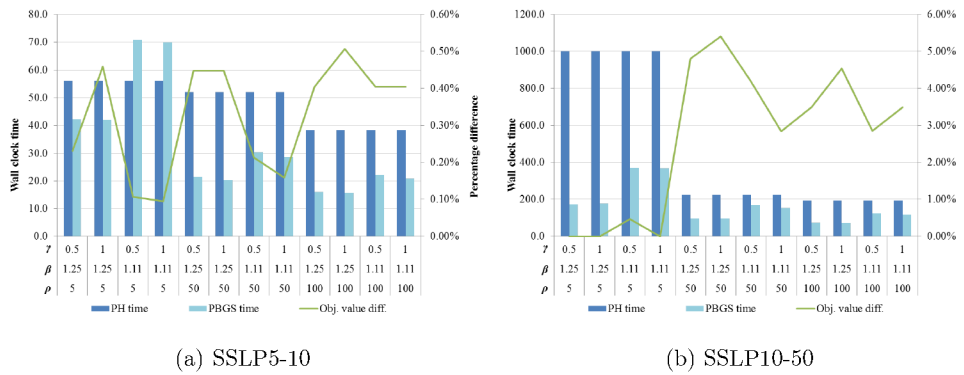 80.0
70.0
60.0
50.0
40.0
30.0
20.0
10.0
0.0
Wall clock time
0.60%
0.50%
0.40%
0.30%
0.20%
0.10%
0.00%
Percentage difference
γ 0.5 1 0.5 1 0.5 1 0.5 1 0.5 1 0.5 1
β 1.25 1.25 1.11 1.11 1.25 1.25 1.11 1.11 1.25 1.25 1.11 1.11
ρ 5 5 5 5 50 50 50 50 100 100 100 100
PH time PBGS time Obj. value diff.
(a) SSLP5-10
1200.0
1000.0
800.0
600.0
400.0
200.0
0.0
Wall clock time
6.00%
5.00%
4.00%
3.00%
2.00%
1.00%
0.00%
Percentage difference
γ 0.5 1 0.5 1 0.5 1 0.5 1 0.5 1 0.5 1
β 1.25 1.25 1.11 1.11 1.25 1.25 1.11 1.11 1.25 1.25 1.11 1.11
ρ 5 5 5 5 50 50 50 50 100 100 100 100
PH time PBGS time Obj. value diff.
(b) SSLP10-50